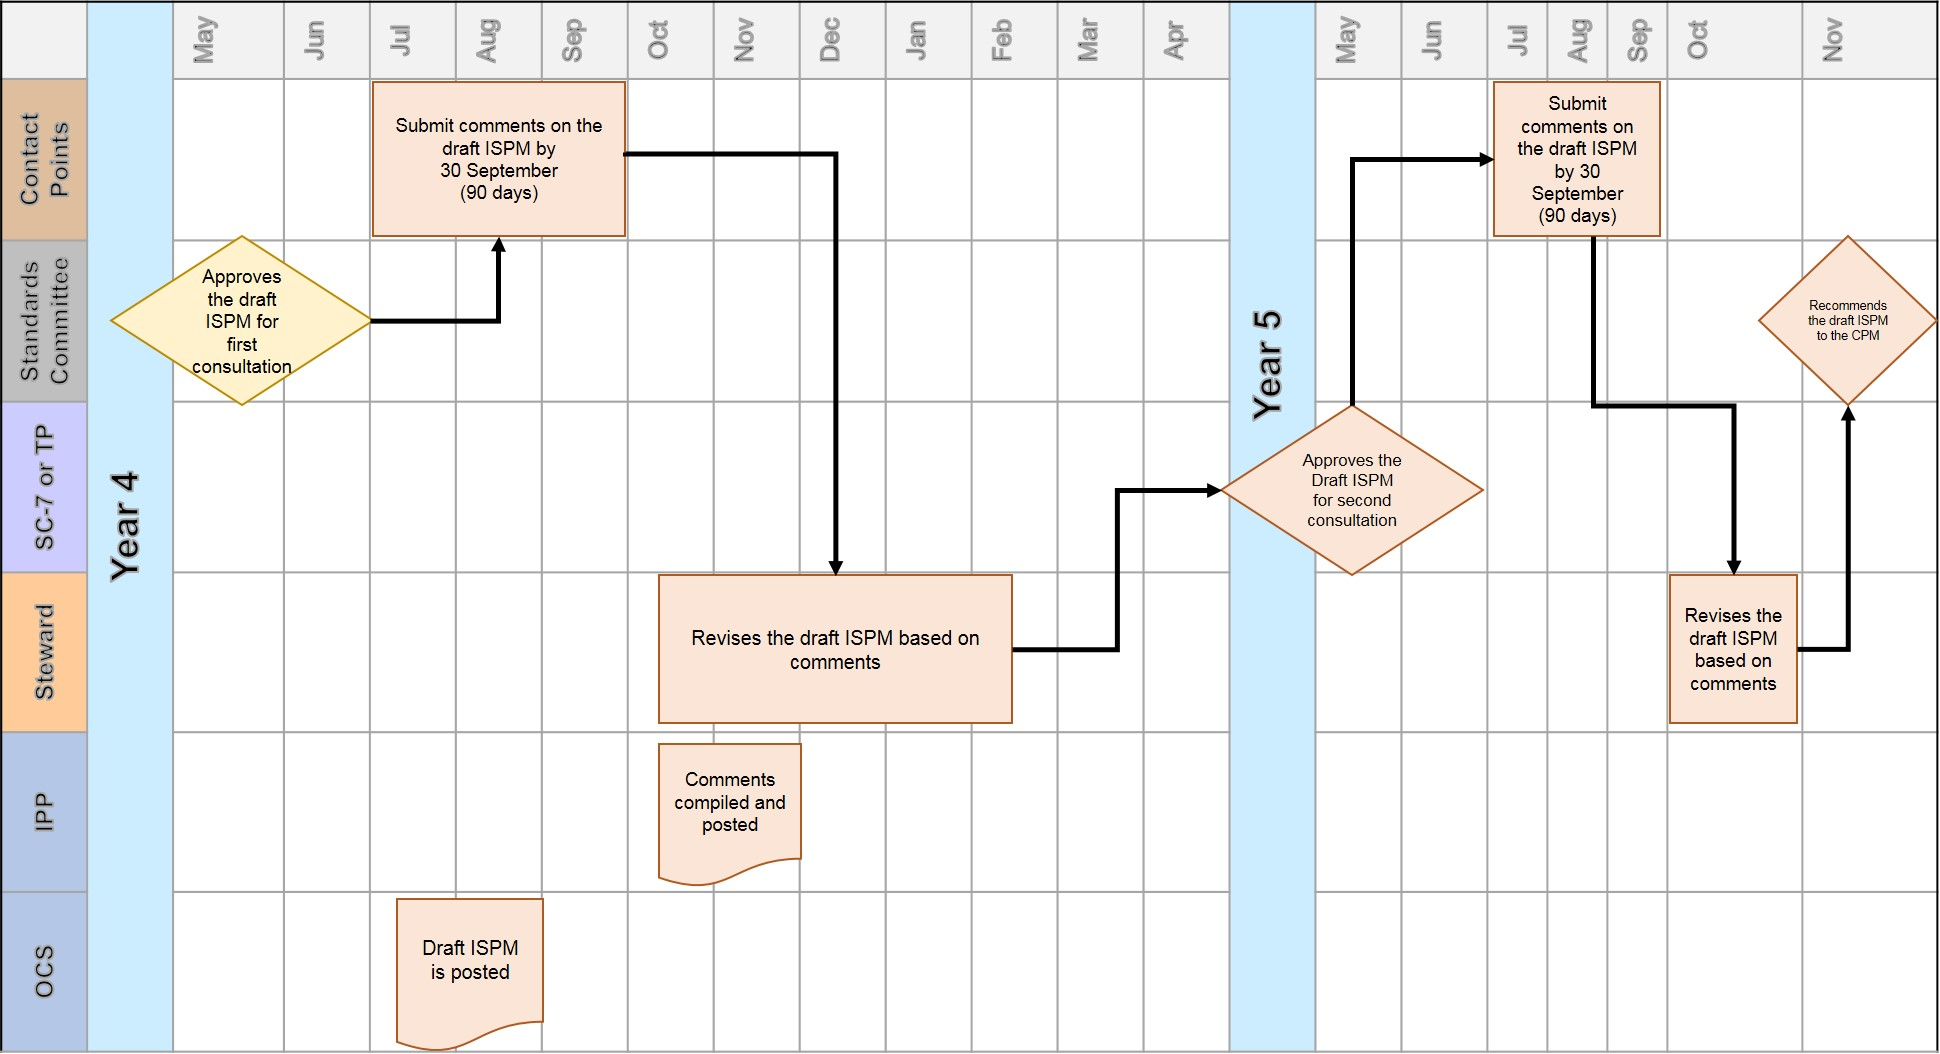 May
Jun
Jul
Aug
Sep
Oct
Nov
Dec
Jan
Feb
Mar
Apr
May
Jun
Jul
Aug
Sep
Oct
Nov
Year 4
Year 5
Contact
Points
Submit comments on the
draft ISPM by
30 September
(90 days)
Submit
comments on
the draft ISPM
by 30
September
(90 days)
Standards
Committee
Approves
the draft
ISPM for
first
consultation
Recommends
the draft ISPM
to the CPM
SC-7 or TP
Approves the
Draft ISPM
for second
consultation
Steward
Revises the draft ISPM based on
comments
Revises the
draft ISPM
based on
comments
IPP
Comments
compiled and
posted
OCS
Draft ISPM
is posted